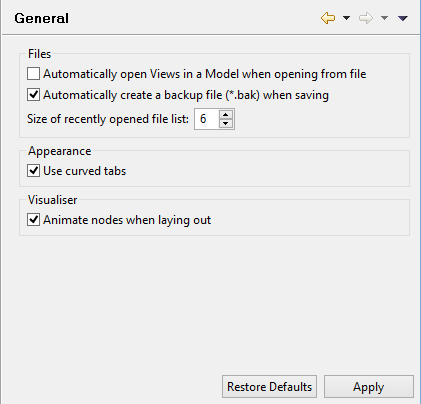 General
Files
Automatically open Views in a Model when opening from file
Automatically create a backup file (*.bak) when saving
Size of recently opened file list: 6
Appearance
Use curved tabs
Visualiser
Animate nodes when laying out
Restore Defaults Apply